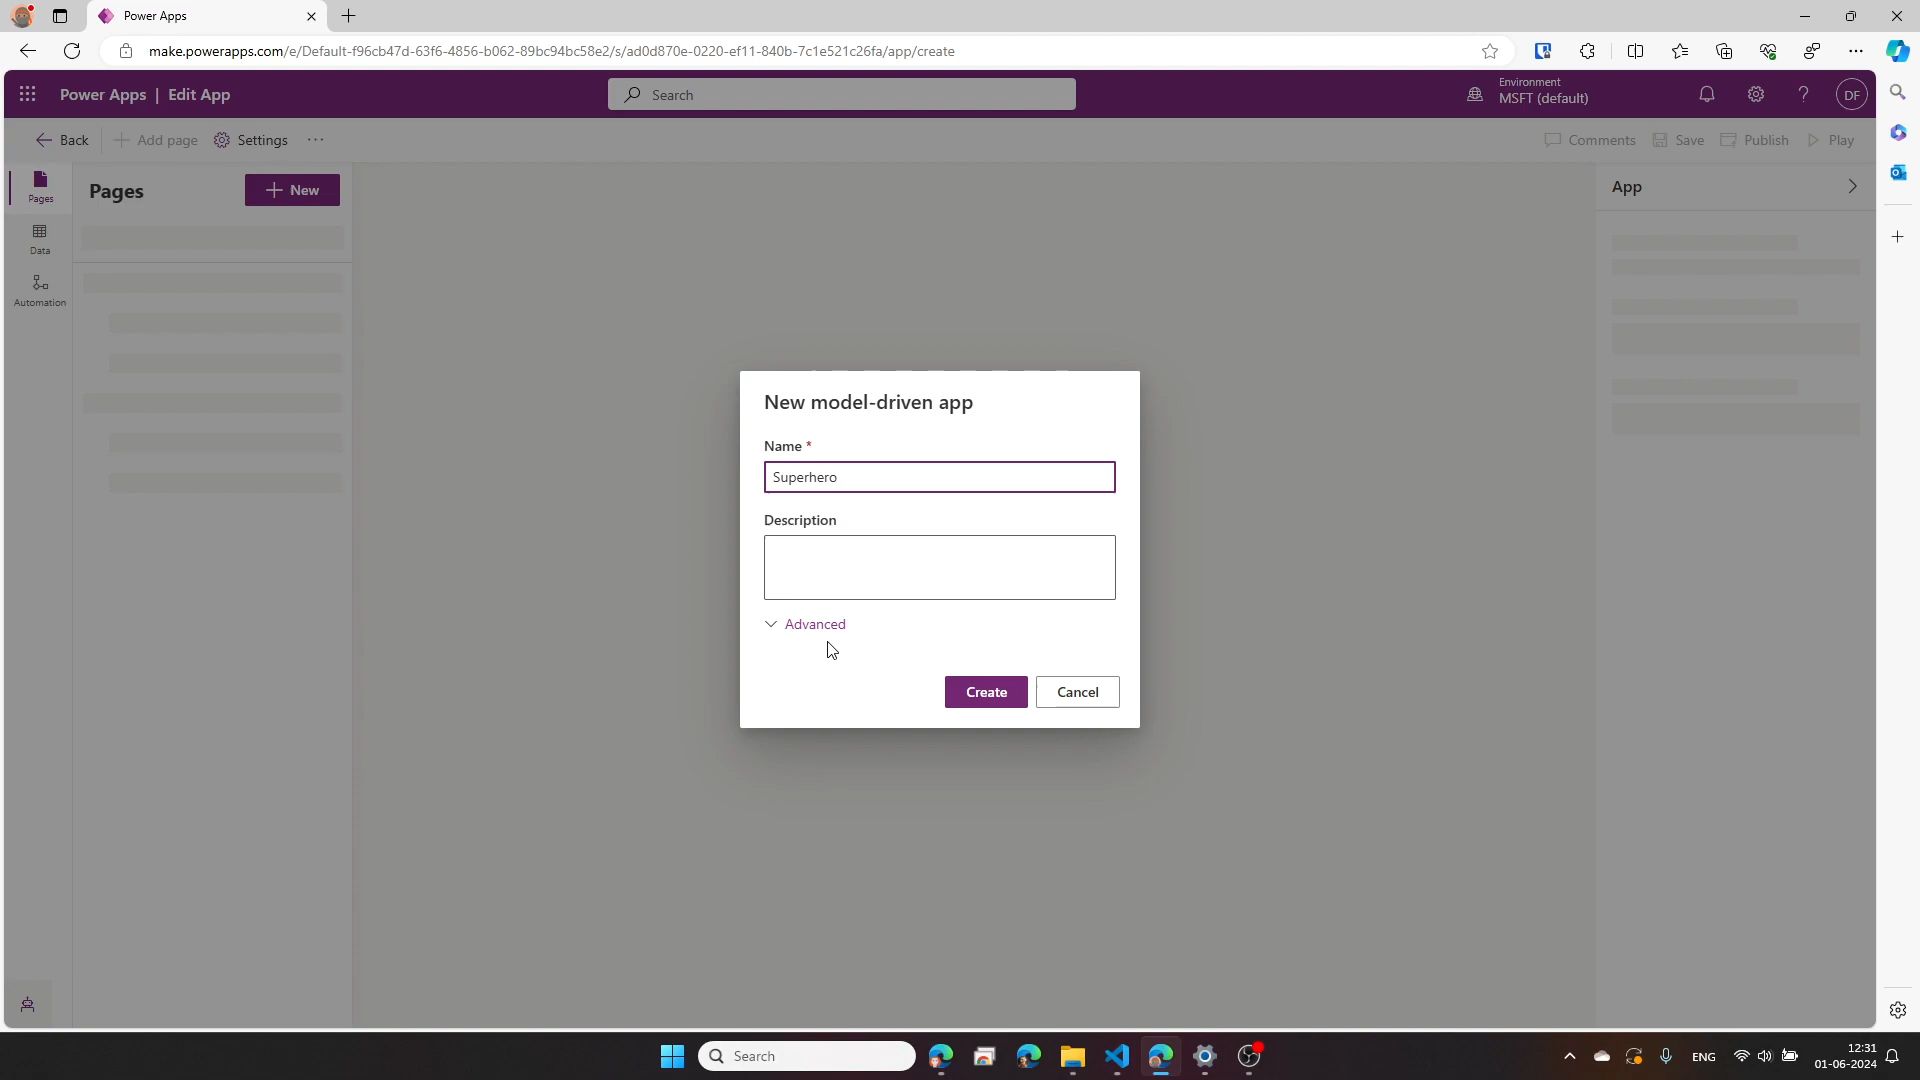 Power Apps
make.powerapps.com/e/Default-f96cb47d-63f6-4856-b062-89bc94bc58e2/s/ad0d870e-0220-ef11-840b-7c1e521c26fa/app/create
Power Apps | Edit App
Search
Environment
MSFT (default)
DF
Back
Add page
Settings
Comments
Save
Publish
Play
Pages
Data
Automation
Pages
New
App
New model-driven app
Name *
Superhero
Description
Advanced
Create
Cancel
Search
ENG
12:31
01-06-2024